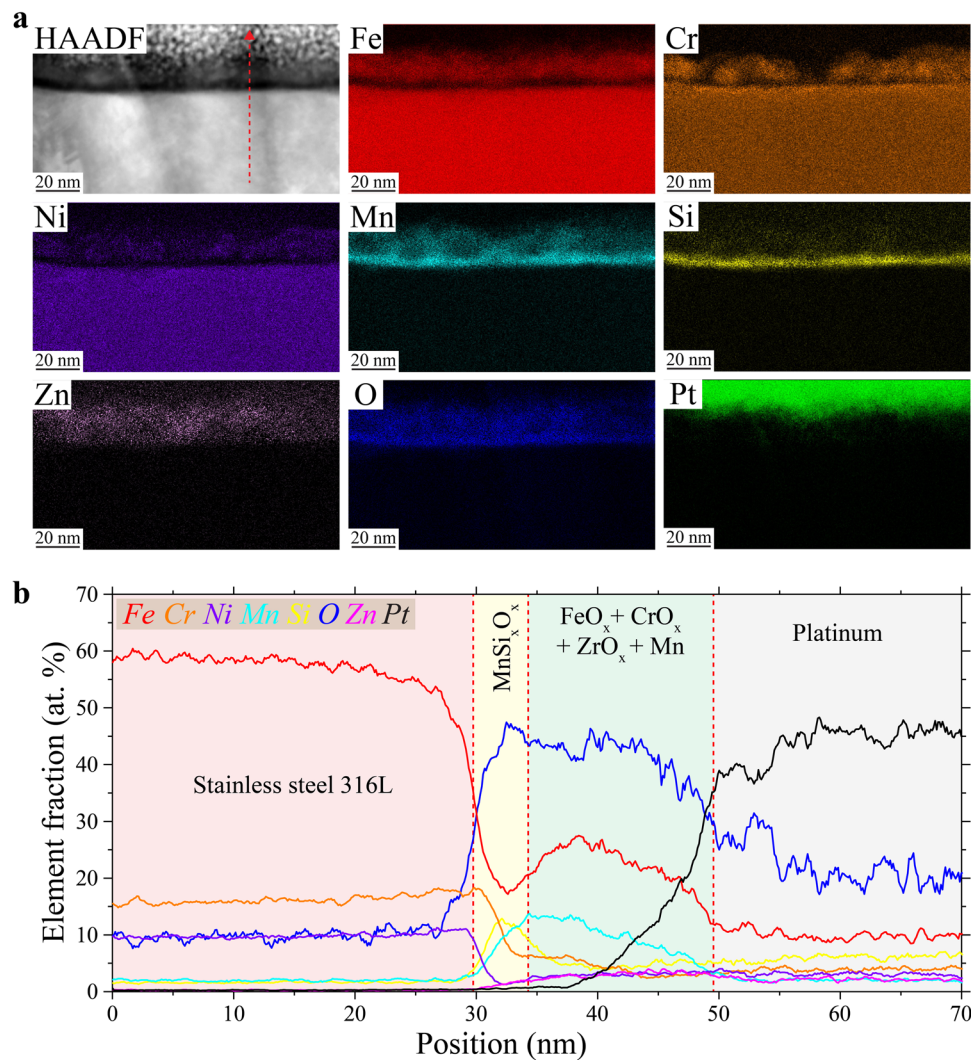 a
HAADF
20 nm
Fe
20 nm
Cr
20 nm
Ni
20 nm
Mn
20 nm
Si
20 nm
Zn
20 nm
O
20 nm
Pt
20 nm
b
70
60
50
40
30
20
10
0
Element fraction (at. %)
Fe Cr Ni Mn Si O Zn Pt
Stainless steel 316L
MnSiₓOₓ
FeOₓ + CrOₓ
+ ZrOₓ + Mn
Platinum
0 10 20 30 40 50 60 70
Position (nm)